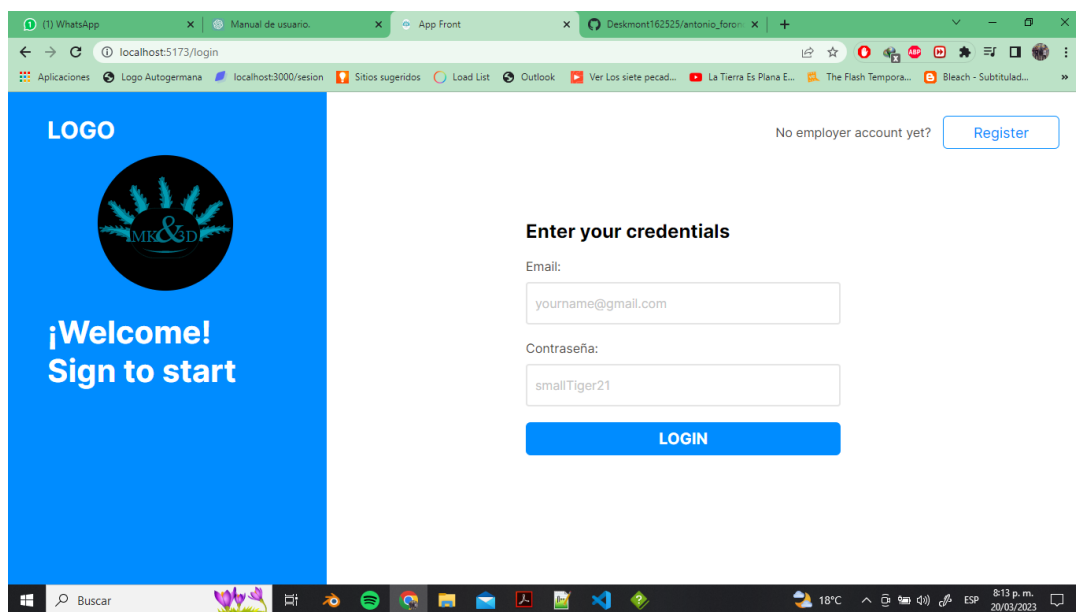 (1) WhatsApp
Manual de usuario.
App Front
Deskmont162525/antonio_foron
localhost:5173/login
Aplicaciones
Logo Autogermana
localhost:3000/sesion
Sitios sugeridos
Load List
Outlook
Ver Los siete pecad...
La Tierra Es Plana E...
The Flash Tempora...
Bleach - Subtitulad...
»
LOGO
MK&3D
¡Welcome!
Sign to start
No employer account yet?
Register
Enter your credentials
Email:
yourname@gmail.com
Contraseña:
smallTiger21
LOGIN
Buscar
18°C
ESP
8:13 p. m.
20/03/2023